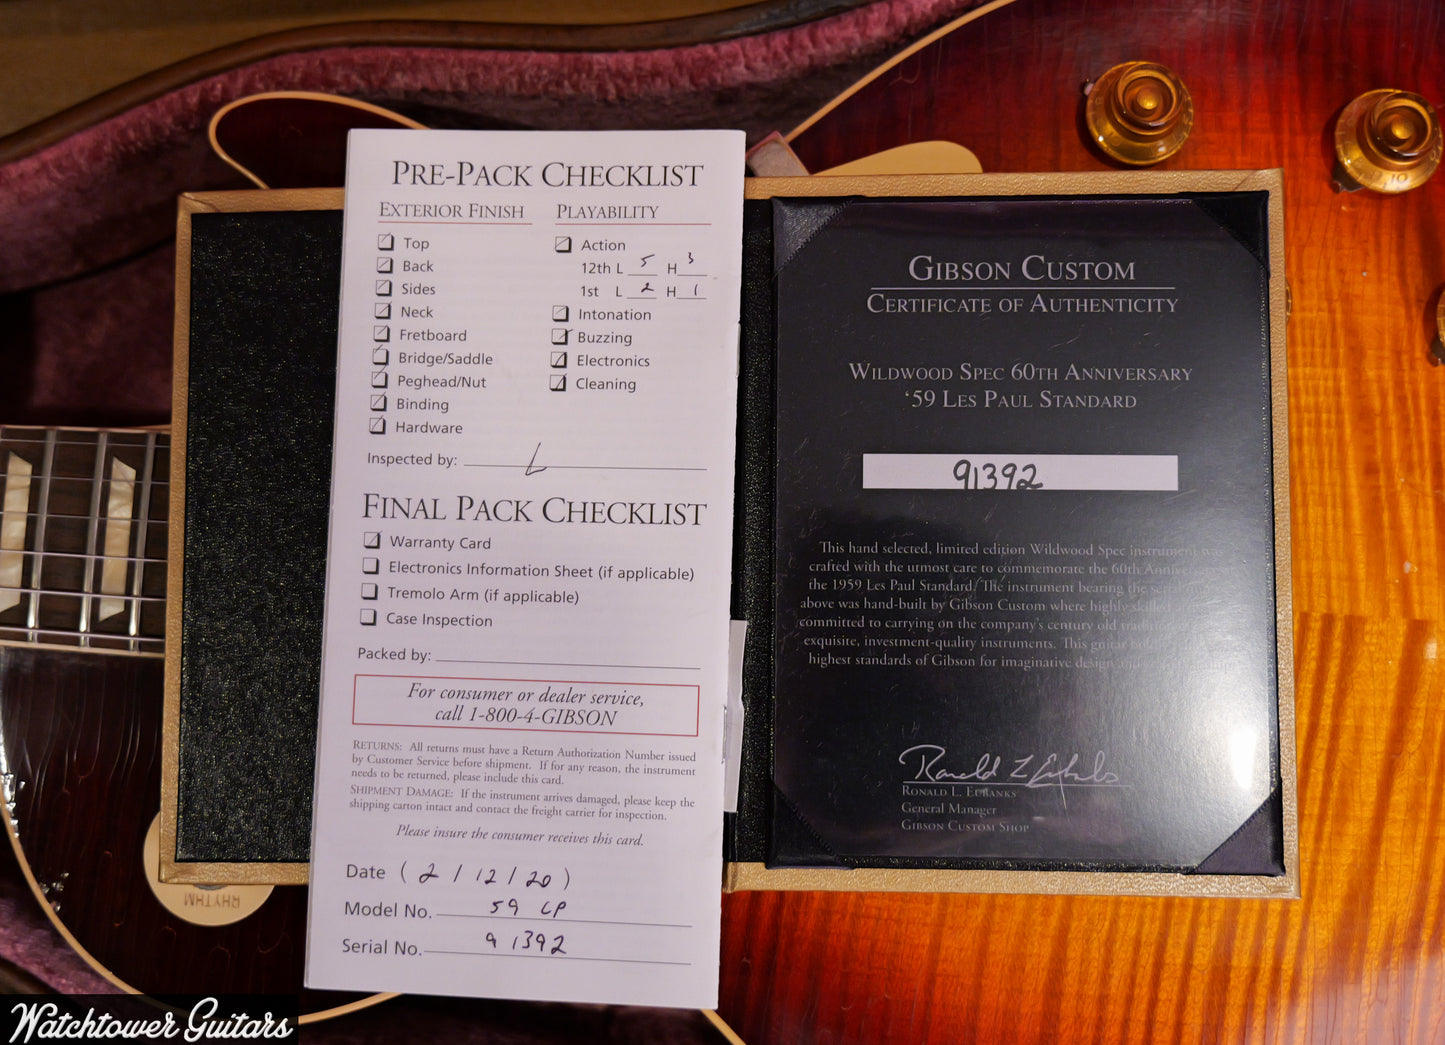 PRE-PACK CHECKLIST
EXTERIOR FINISH
Top
Back
Sides
Neck
Fretboard
Bridge/Saddle
Peghead/Nut
Binding
Hardware
PLAYABILITY
Action
12th L 5 H 3
1st L 2 H 1
Intonation
Buzzing
Electronics
Cleaning
Inspected by: L
FINAL PACK CHECKLIST
Warranty Card
Electronics Information Sheet (if applicable)
Tremolo Arm (if applicable)
Case Inspection
Packed by:
For consumer or dealer service,
call 1-800-4-GIBSON
RETURNS: All returns must have a Return Authorization Number issued
by Customer Service before shipment. If for any reason, the instrument
needs to be returned, please include this card.
SHIPMENT DAMAGE: If the instrument arrives damaged, please keep the
shipping carton intact and contact the freight carrier for inspection.
Please insure the consumer receives this card.
Date ( 2 / 12 / 20 )
Model No. 59 LP
Serial No. 91392
GIBSON CUSTOM
CERTIFICATE OF AUTHENTICITY
WILDWOOD SPEC 60TH ANNIVERSARY
'59 LES PAUL STANDARD
91392
This hand selected, limited edition Wildwood Spec instrument was
crafted with the utmost care to commemorate the 60th Anniversary of
the 1959 Les Paul Standard. The instrument bearing the serial
above was hand-built by Gibson Custom where highly skilled
committed to carrying on the company's century old tradition
exquisite, investment-quality instruments. This guitar
highest standards of Gibson for imaginative design and
Ronald L Eubanks
RONALD L. EUBANKS
General Manager
GIBSON CUSTOM SHOP
RHYTHM
Watchtower Guitars